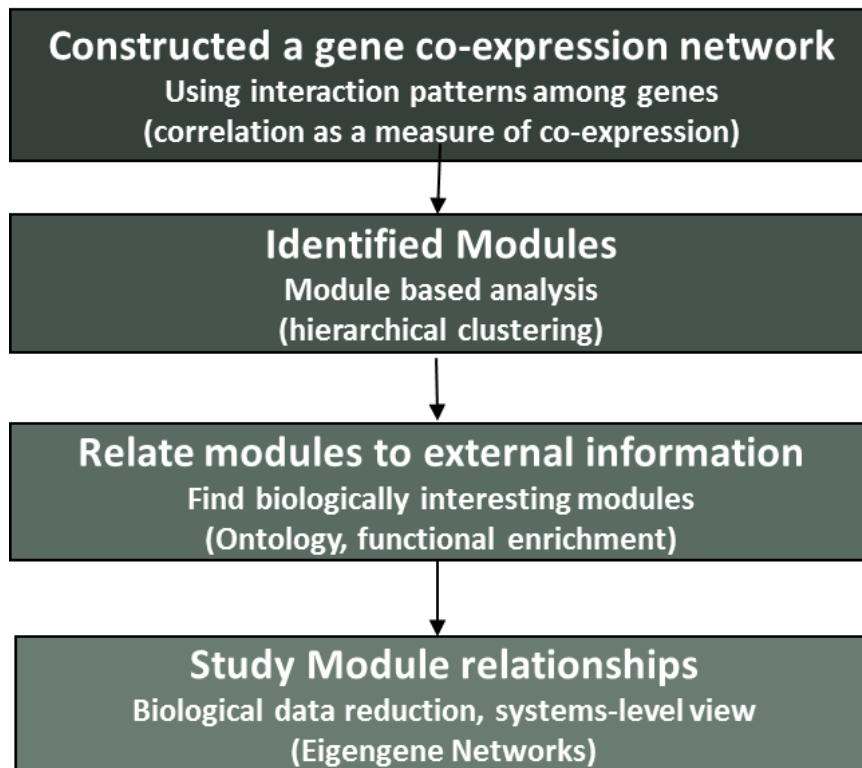 Constructed a gene co-expression network
Using interaction patterns among genes
(correlation as a measure of co-expression)
Identified Modules
Module based analysis
(hierarchical clustering)
Relate modules to external information
Find biologically interesting modules
(Ontology, functional enrichment)
Study Module relationships
Biological data reduction, systems-level view
(Eigengene Networks)